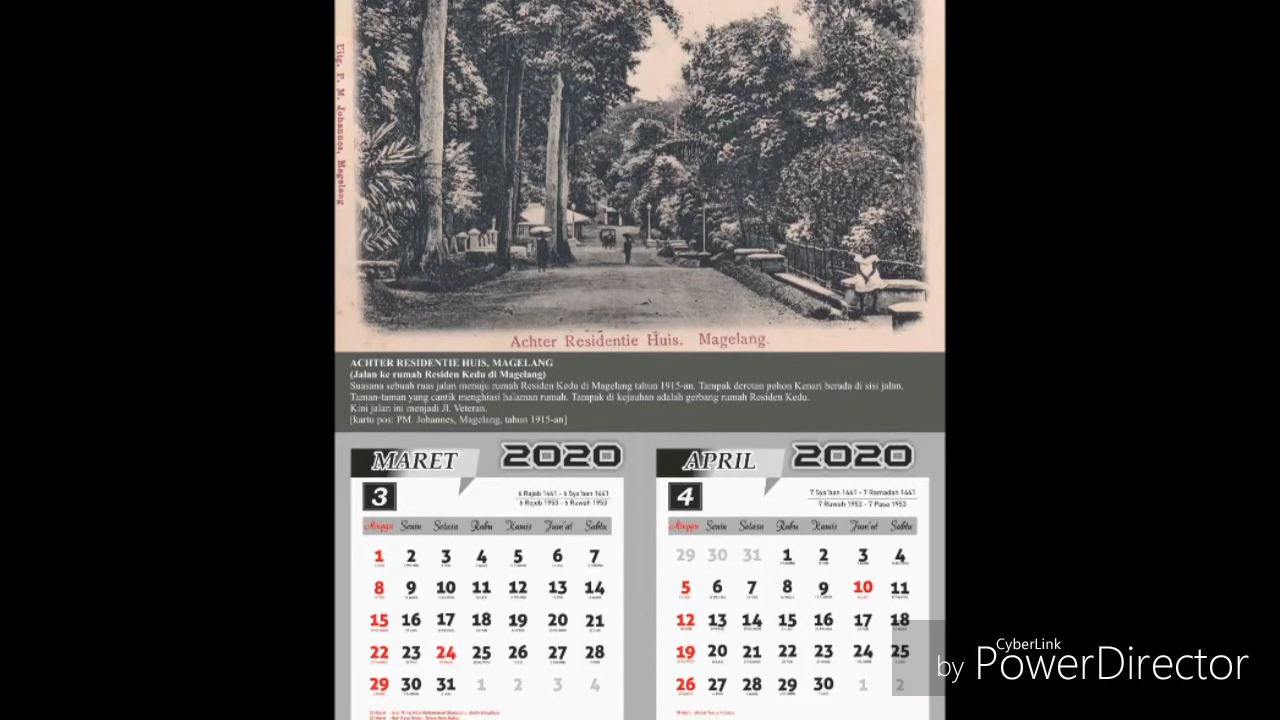 Uitg. P. M. Johannes, Magelang
Achter Residentie Huis. Magelang.
ACHTER RESIDENTIE HUIS, MAGELANG
(Jalan ke rumah Residen Kedu di Magelang)
Suasana sebuah ruas jalan menuju rumah Residen Kedu di Magelang tahun 1915-an. Tampak deretan pohon Kenari berada di sisi jalan.
Taman-taman yang cantik menghiasi halaman rumah. Tampak di kejauhan adalah gerbang rumah Residen Kedu.
Kini jalan ini menjadi Jl. Veteran.
[kartu pos: PM. Johannes, Magelang, tahun 1915-an]
MARET 2020
3
6 Rajab 1441 - 6 Sya'ban 1441
6 Rejeb 1953 - 6 Ruwah 1953
Minggu Senin Selasa Rabu Kamis Jum'at Sabtu
1 2 3 4 5 6 7
8 9 10 11 12 13 14
15 16 17 18 19 20 21
22 23 24 25 26 27 28
29 30 31 1 2 3 4
APRIL 2020
4
7 Sya'ban 1441 - 7 Ramadan 1441
7 Ruwah 1953 - 7 Pasa 1953
Minggu Senin Selasa Rabu Kamis Jum'at Sabtu
29 30 31 1 2 3 4
5 6 7 8 9 10 11
12 13 14 15 16 17 18
19 20 21 22 23 24 25
26 27 28 29 30 1 2
CyberLink
by PowerDirector